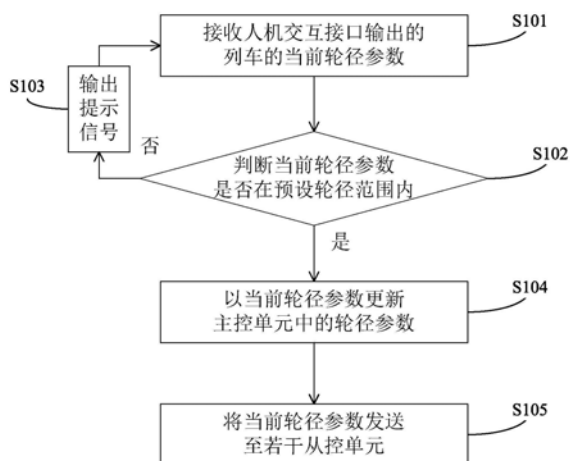 接收人机交互接口输出的
列车的当前轮径参数
S101
S103
输出
提示
信号
否
判断当前轮径参数
是否在预设轮径范围内
S102
是
以当前轮径参数更新
主控单元中的轮径参数
S104
将当前轮径参数发送
至若干从控单元
S105